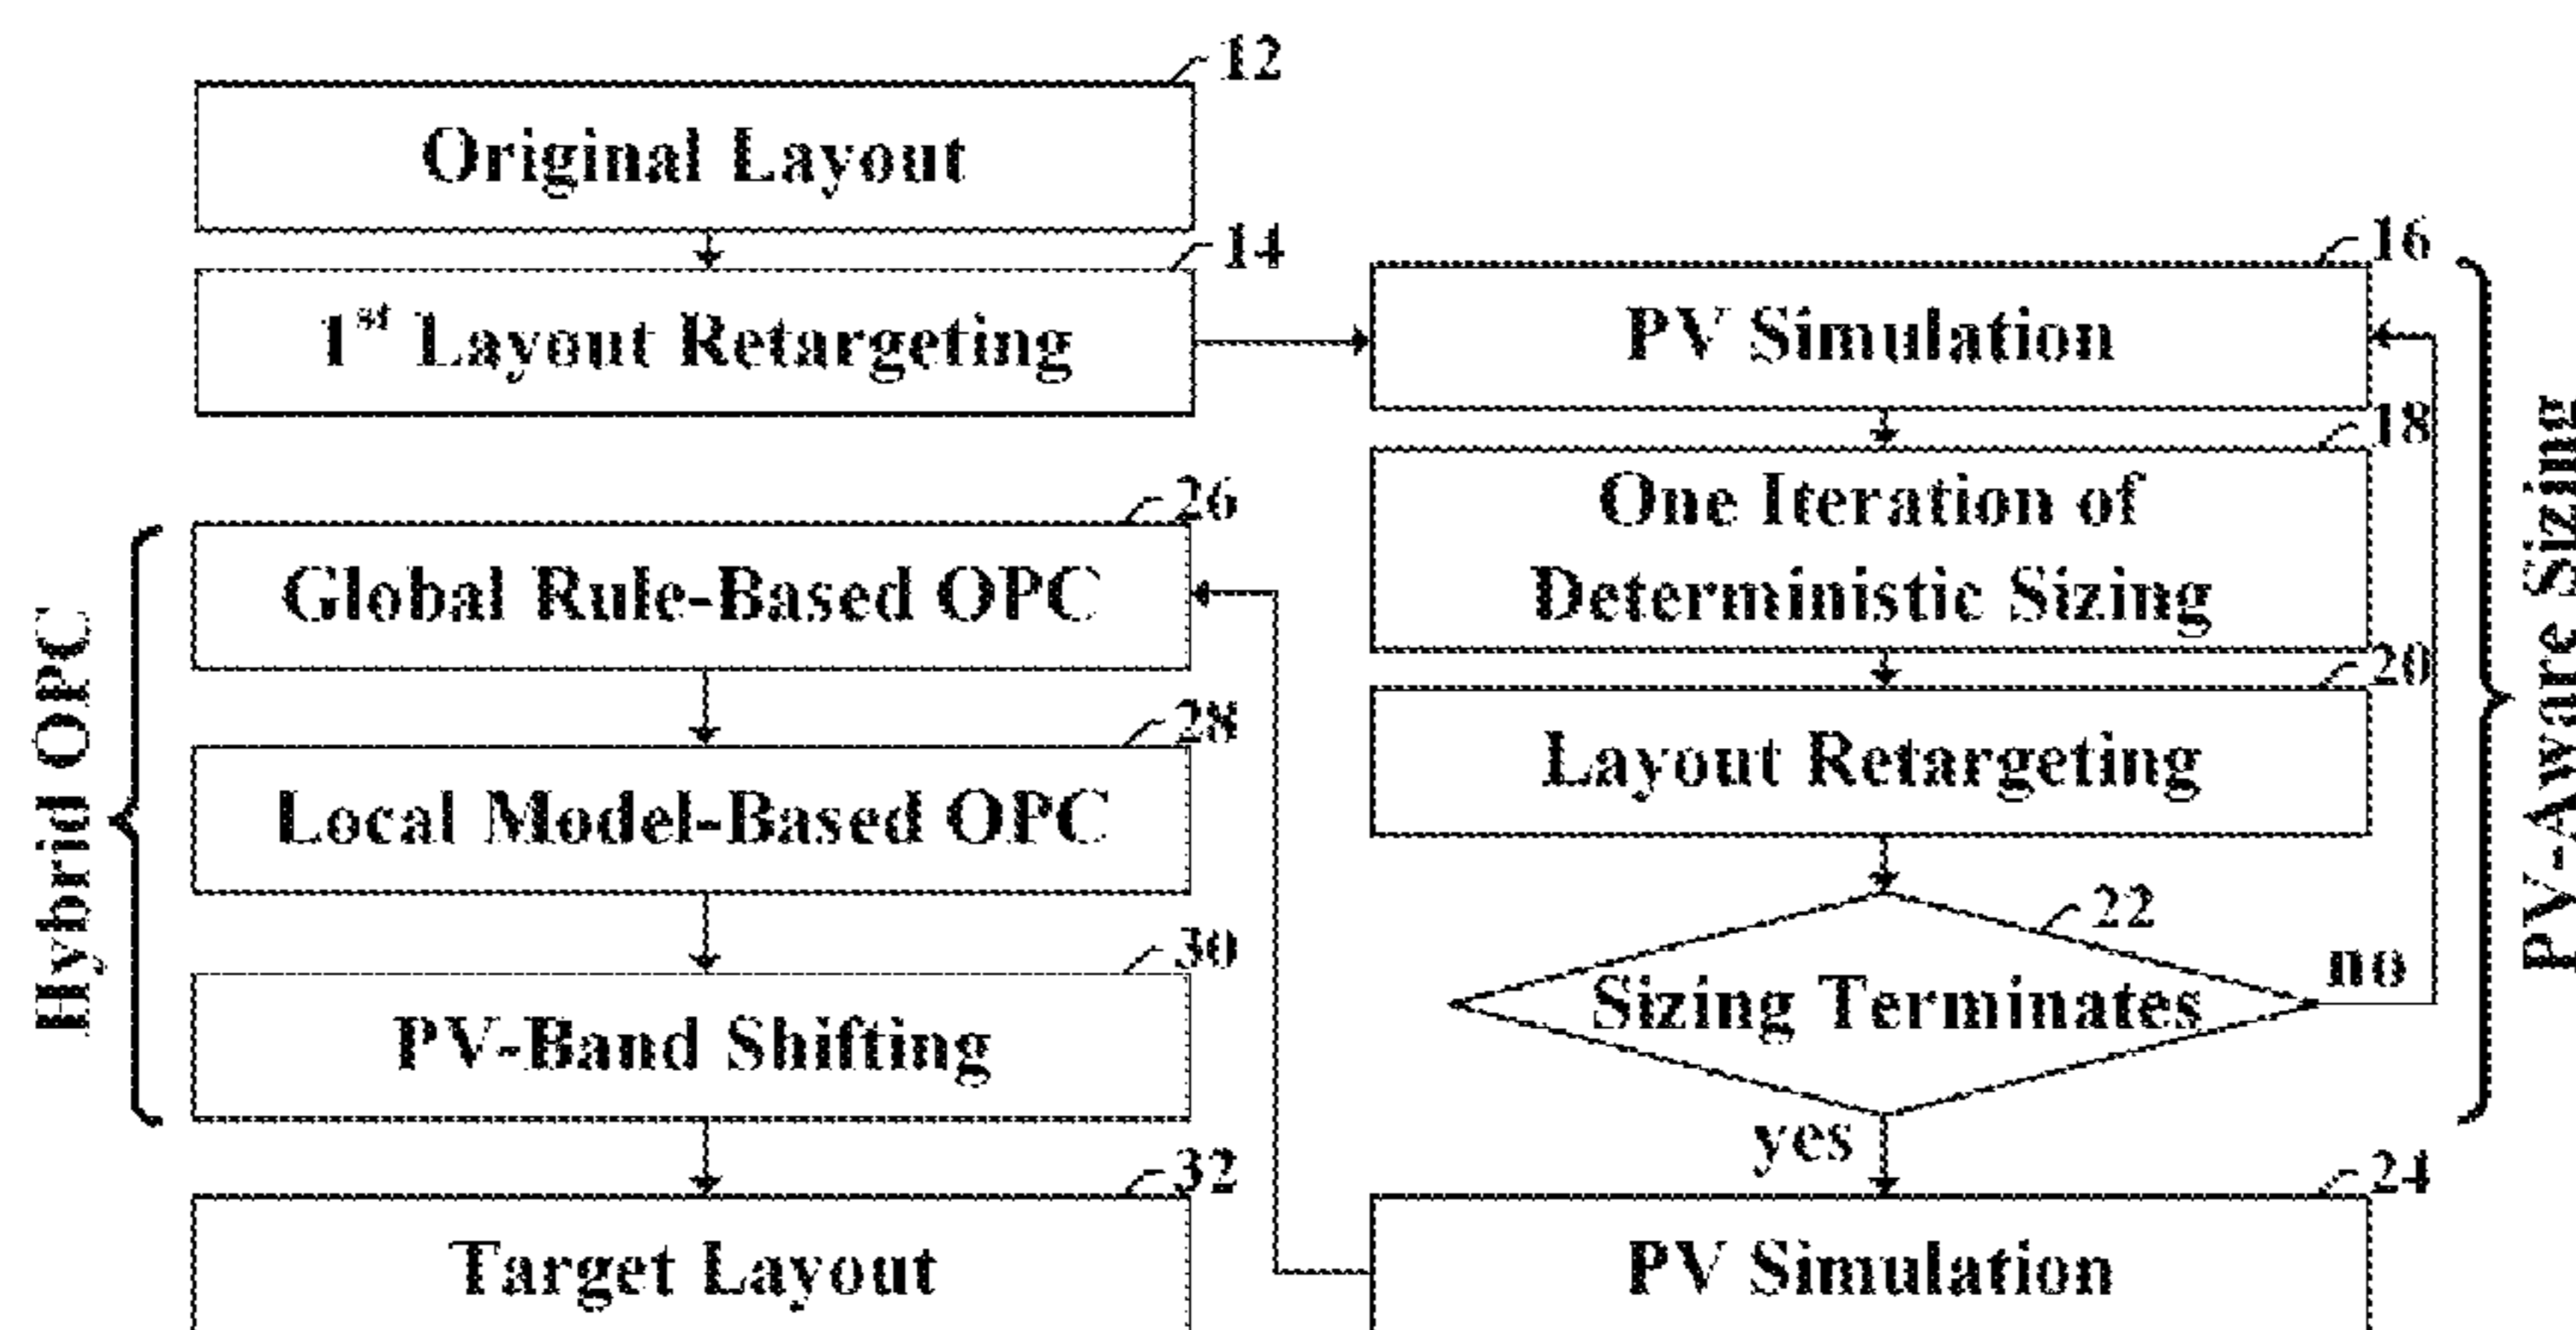 12
Original Layout
14
1st Layout Retargeting
16
PV Simulation
18
One Iteration of
Deterministic Sizing
20
Layout Retargeting
22
Sizing Terminates
no
yes
24
PV Simulation
PV-Aware Sizing
26
Global Rule-Based OPC
28
Local Model-Based OPC
30
PV-Band Shifting
Hybrid OPC
32
Target Layout